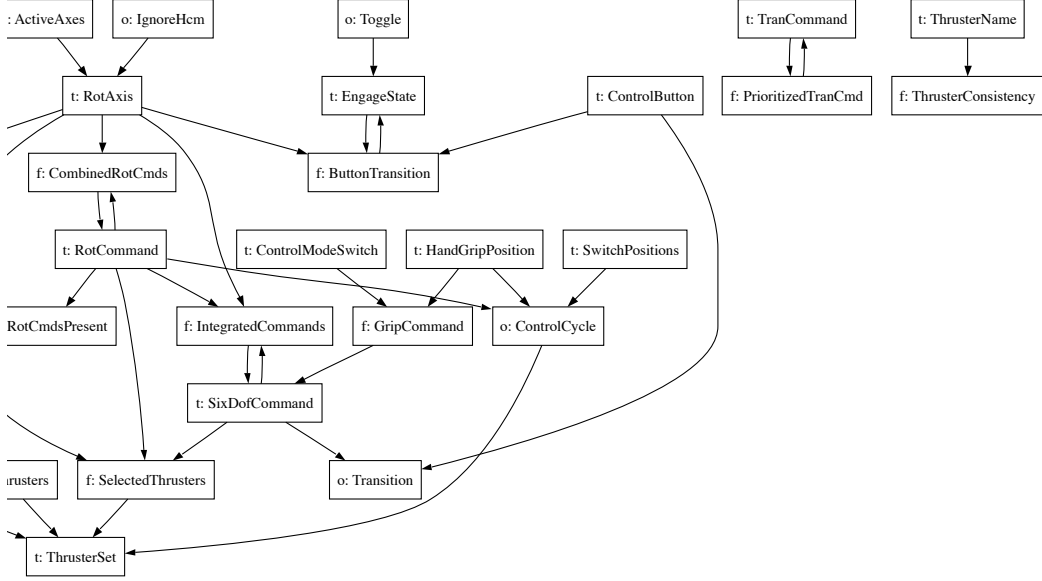 : ActiveAxes
o: IgnoreHcm
o: Toggle
t: TranCommand
t: ThrusterName
t: RotAxis
t: EngageState
t: ControlButton
f: PrioritizedTranCmd
f: ThrusterConsistency
f: CombinedRotCmds
f: ButtonTransition
t: RotCommand
t: ControlModeSwitch
t: HandGripPosition
t: SwitchPositions
RotCmdsPresent
f: IntegratedCommands
f: GripCommand
o: ControlCycle
t: SixDofCommand
rusters
f: SelectedThrusters
o: Transition
t: ThrusterSet